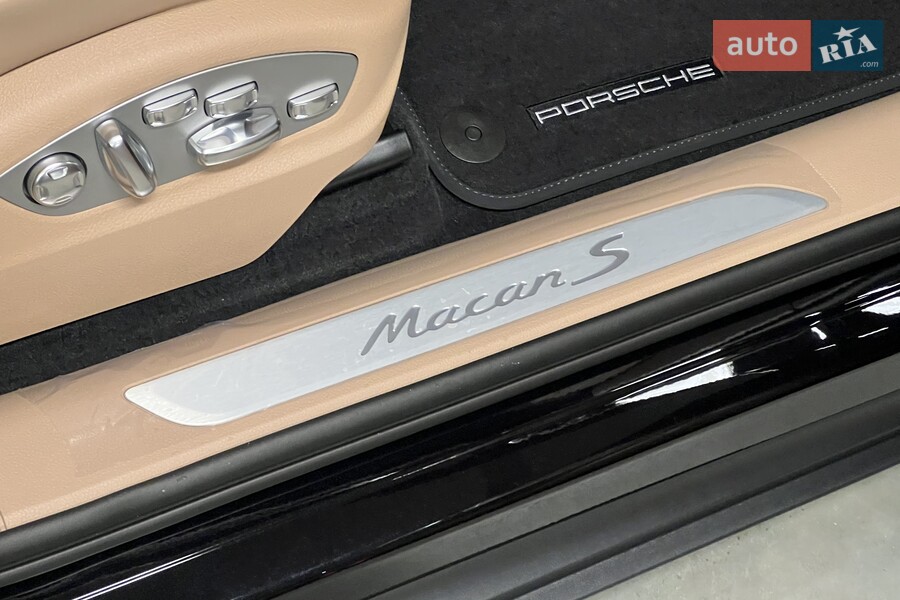 auto RIA
.com
PORSCHE
Macan S